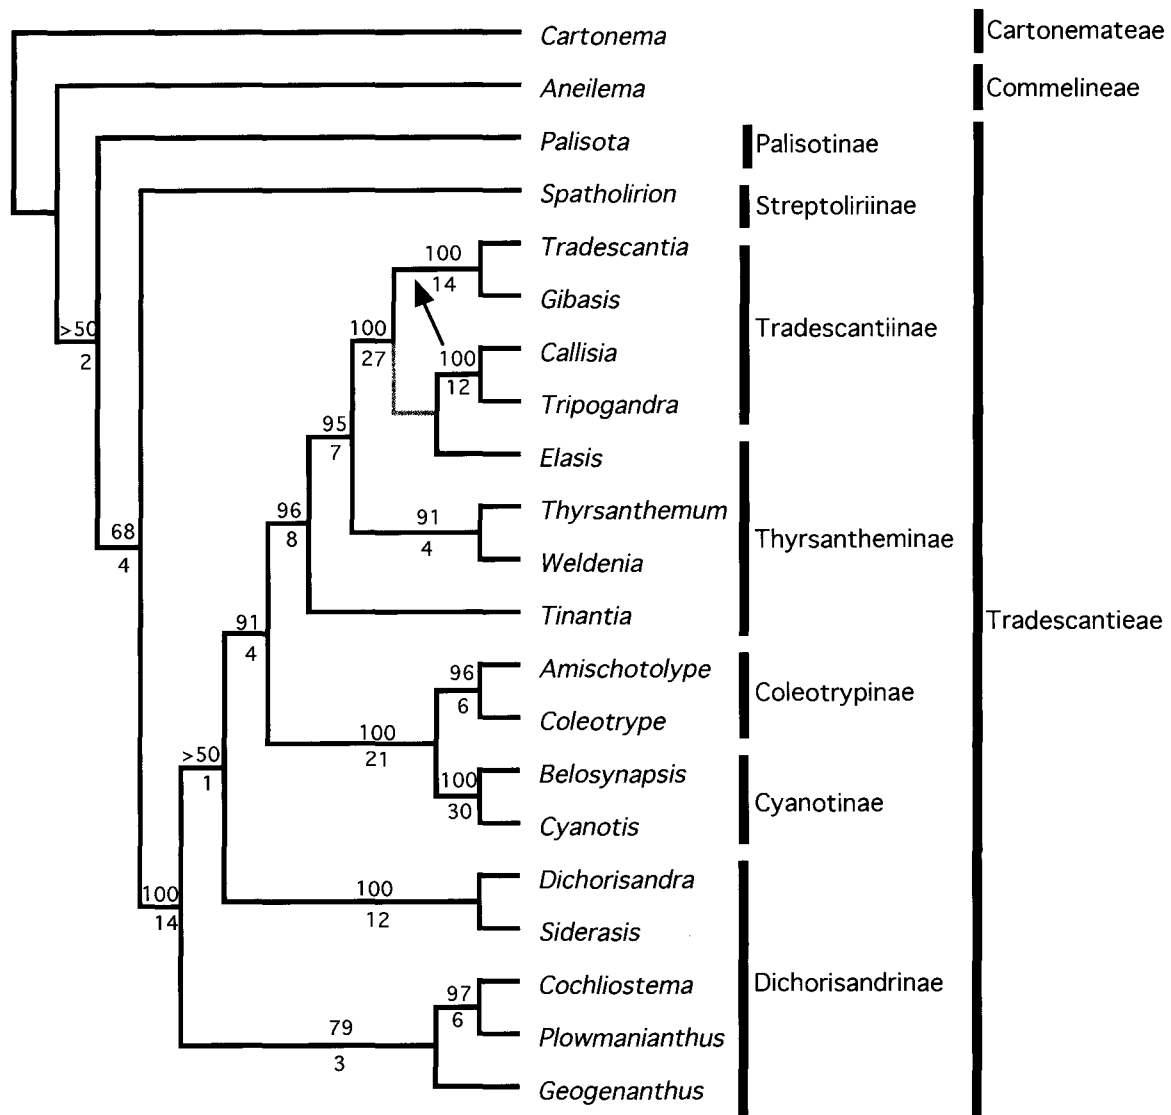 Cartonema
Cartonemateae
Aneilema
Commelineae
Palisota
Palisotinae
Spatholirion
Streptoliriinae
Tradescantia
100
14
Gibasis
Tradescantiinae
100
27
Callisia
100
12
Tripogandra
95
7
Elasis
>50
2
Thyrsanthemum
91
4
96
8
Thyrsantheminae
68
4
Weldenia
Tinantia
Tradescantieae
91
4
Amischotolype
96
6
Coleotrypinae
Coleotrype
100
21
>50
1
Belosynapsis
100
30
Cyanotinae
Cyanotis
Dichorisandra
100
12
100
14
Siderasis
Cochliostema
Dichorisandrinae
97
6
Plowmanianthus
79
3
Geogenanthus